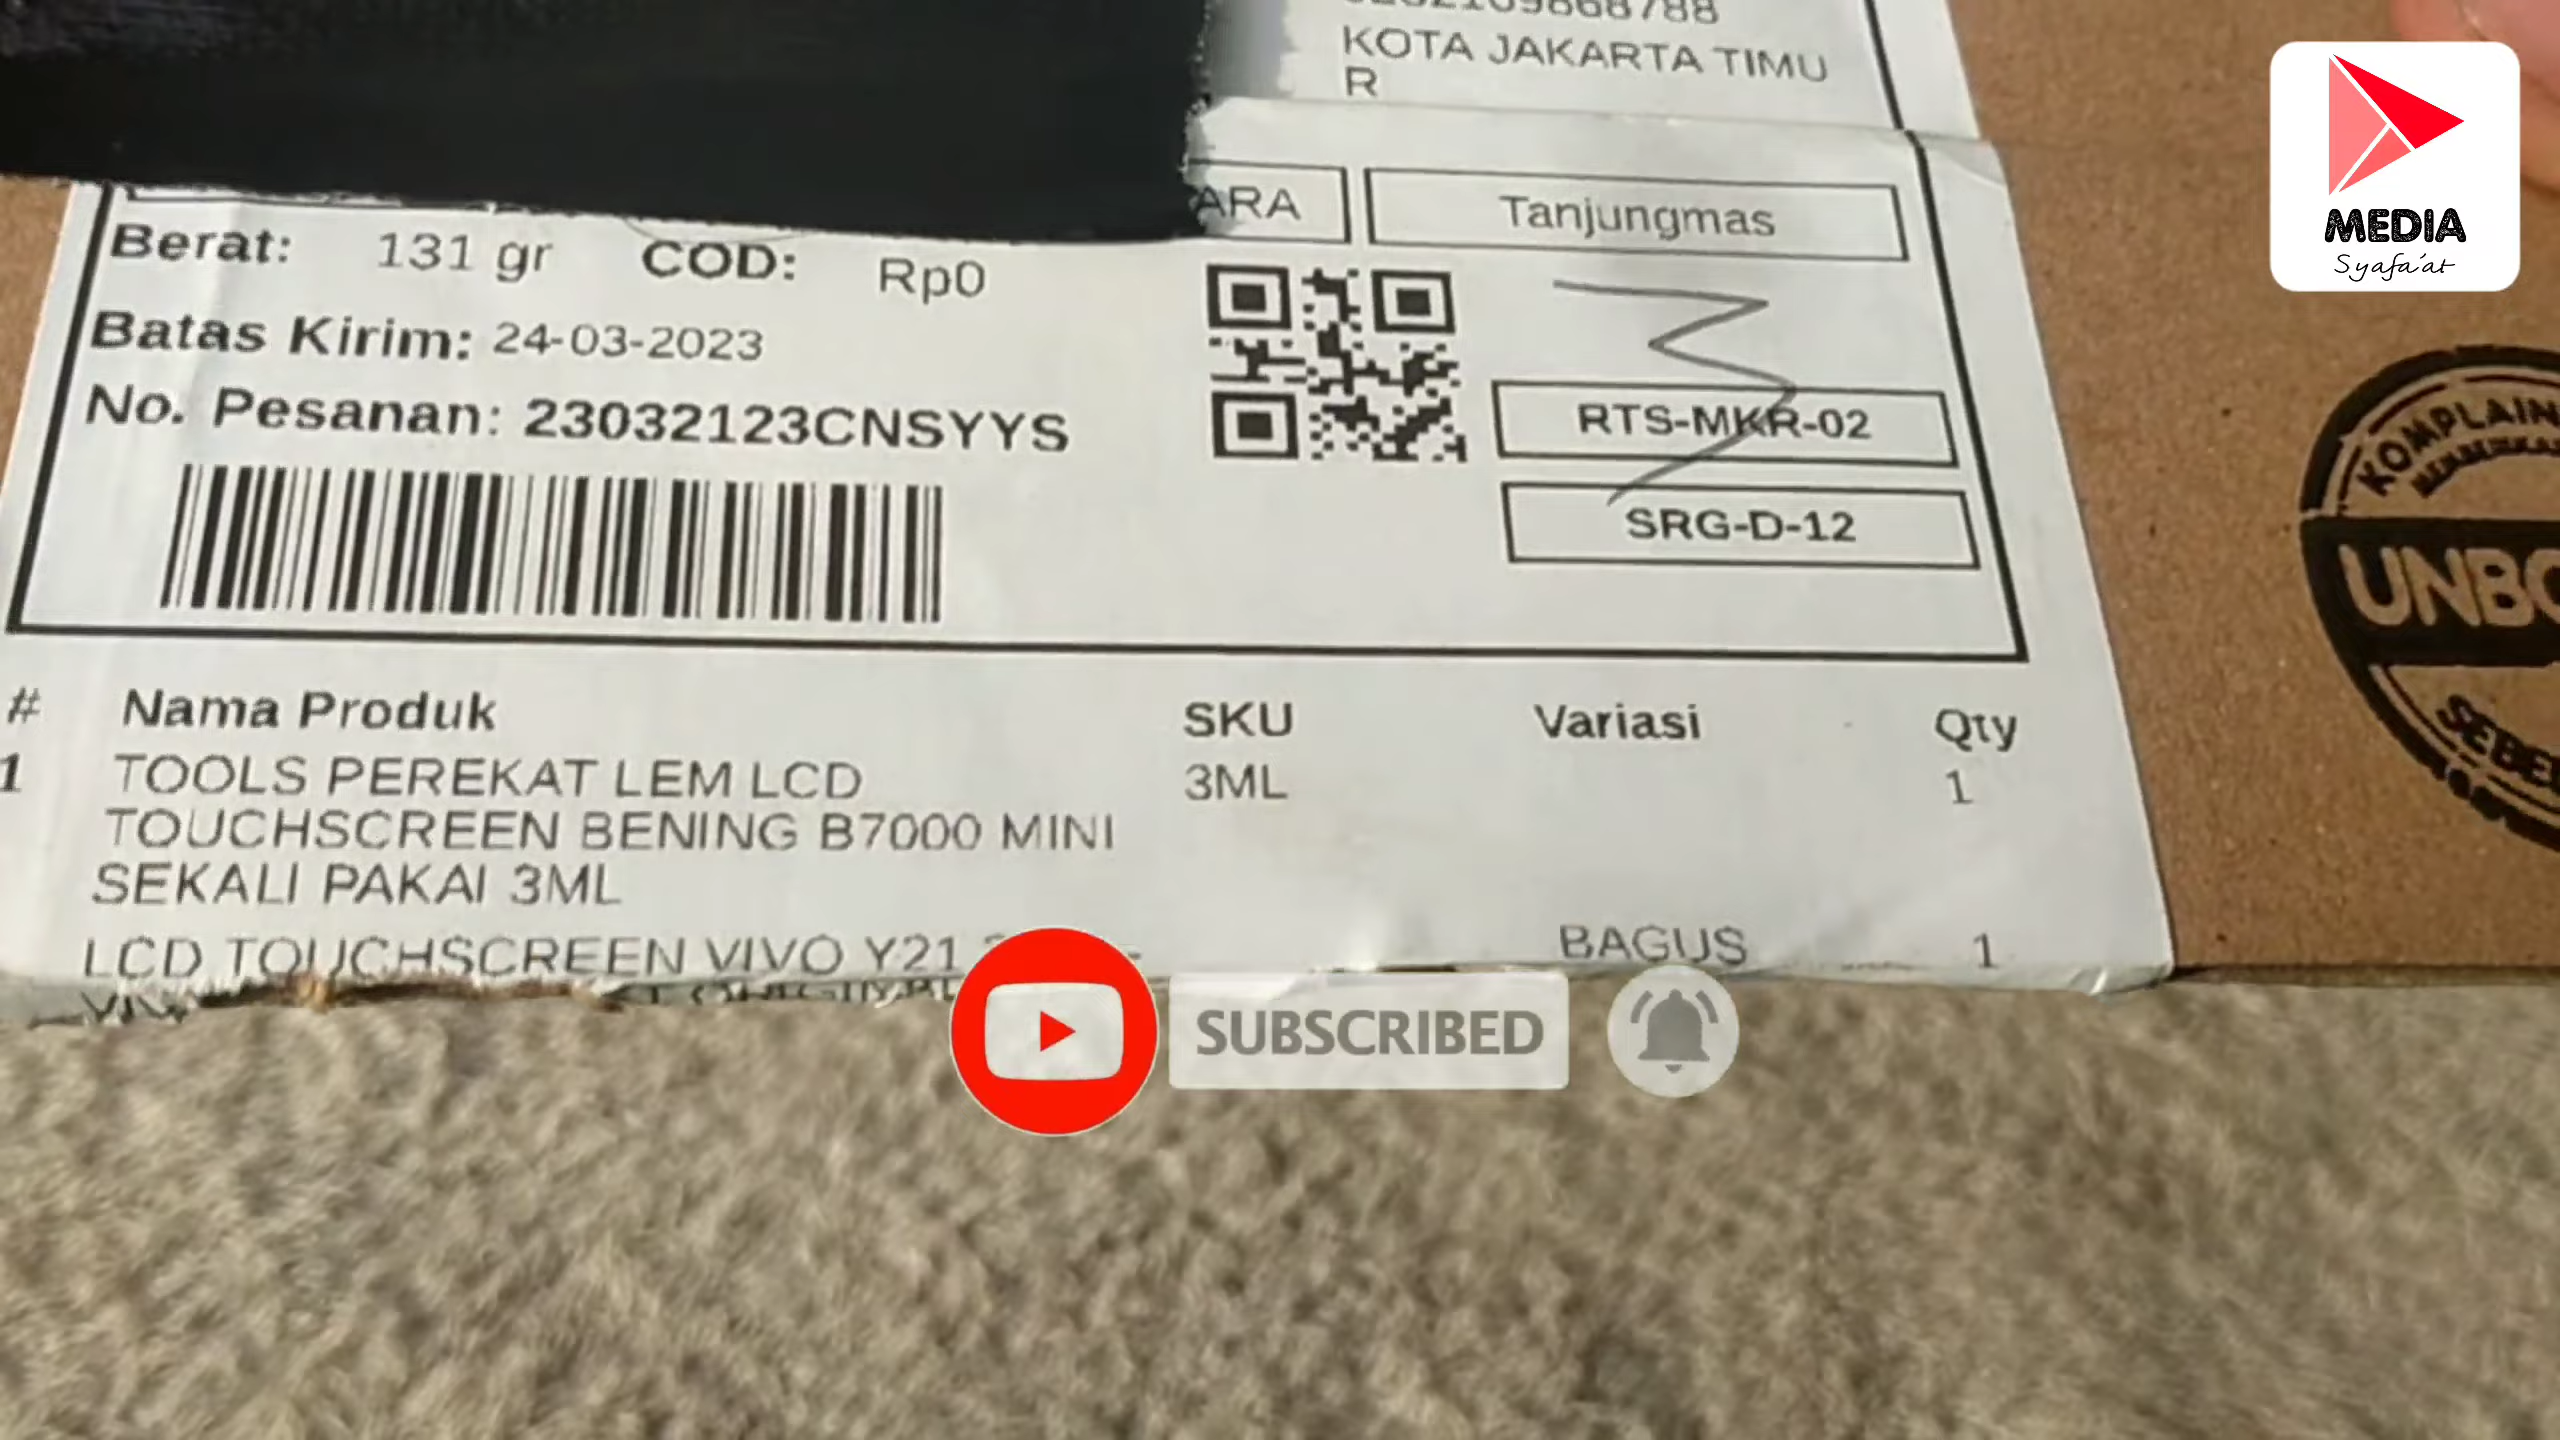 KOTA JAKARTA TIMU
R
ARA
Tanjungmas
Berat: 131 gr COD: Rp0
Batas Kirim: 24-03-2023
No. Pesanan: 23032123CNSYYS
RTS-MKR-02
SRG-D-12
# Nama Produk SKU Variasi Qty
1 TOOLS PEREKAT LEM LCD 3ML 1
TOUCHSCREEN BENING B7000 MINI
SEKALI PAKAI 3ML
LCD TOUCHSCREEN VIVO Y21 BAGUS 1
SUBSCRIBED
MEDIA
Syafa'at
KOMPLAIN
UNBO
SEBE